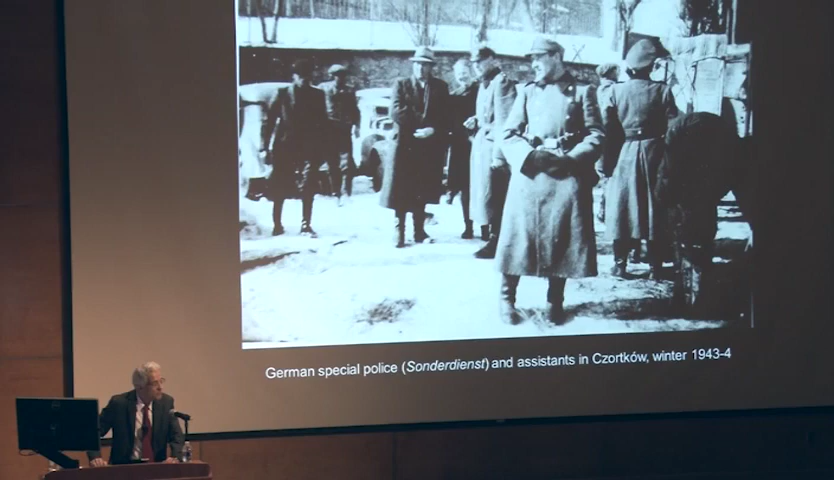 German special police (Sonderdienst) and assistants in Czortków, winter 1943-4